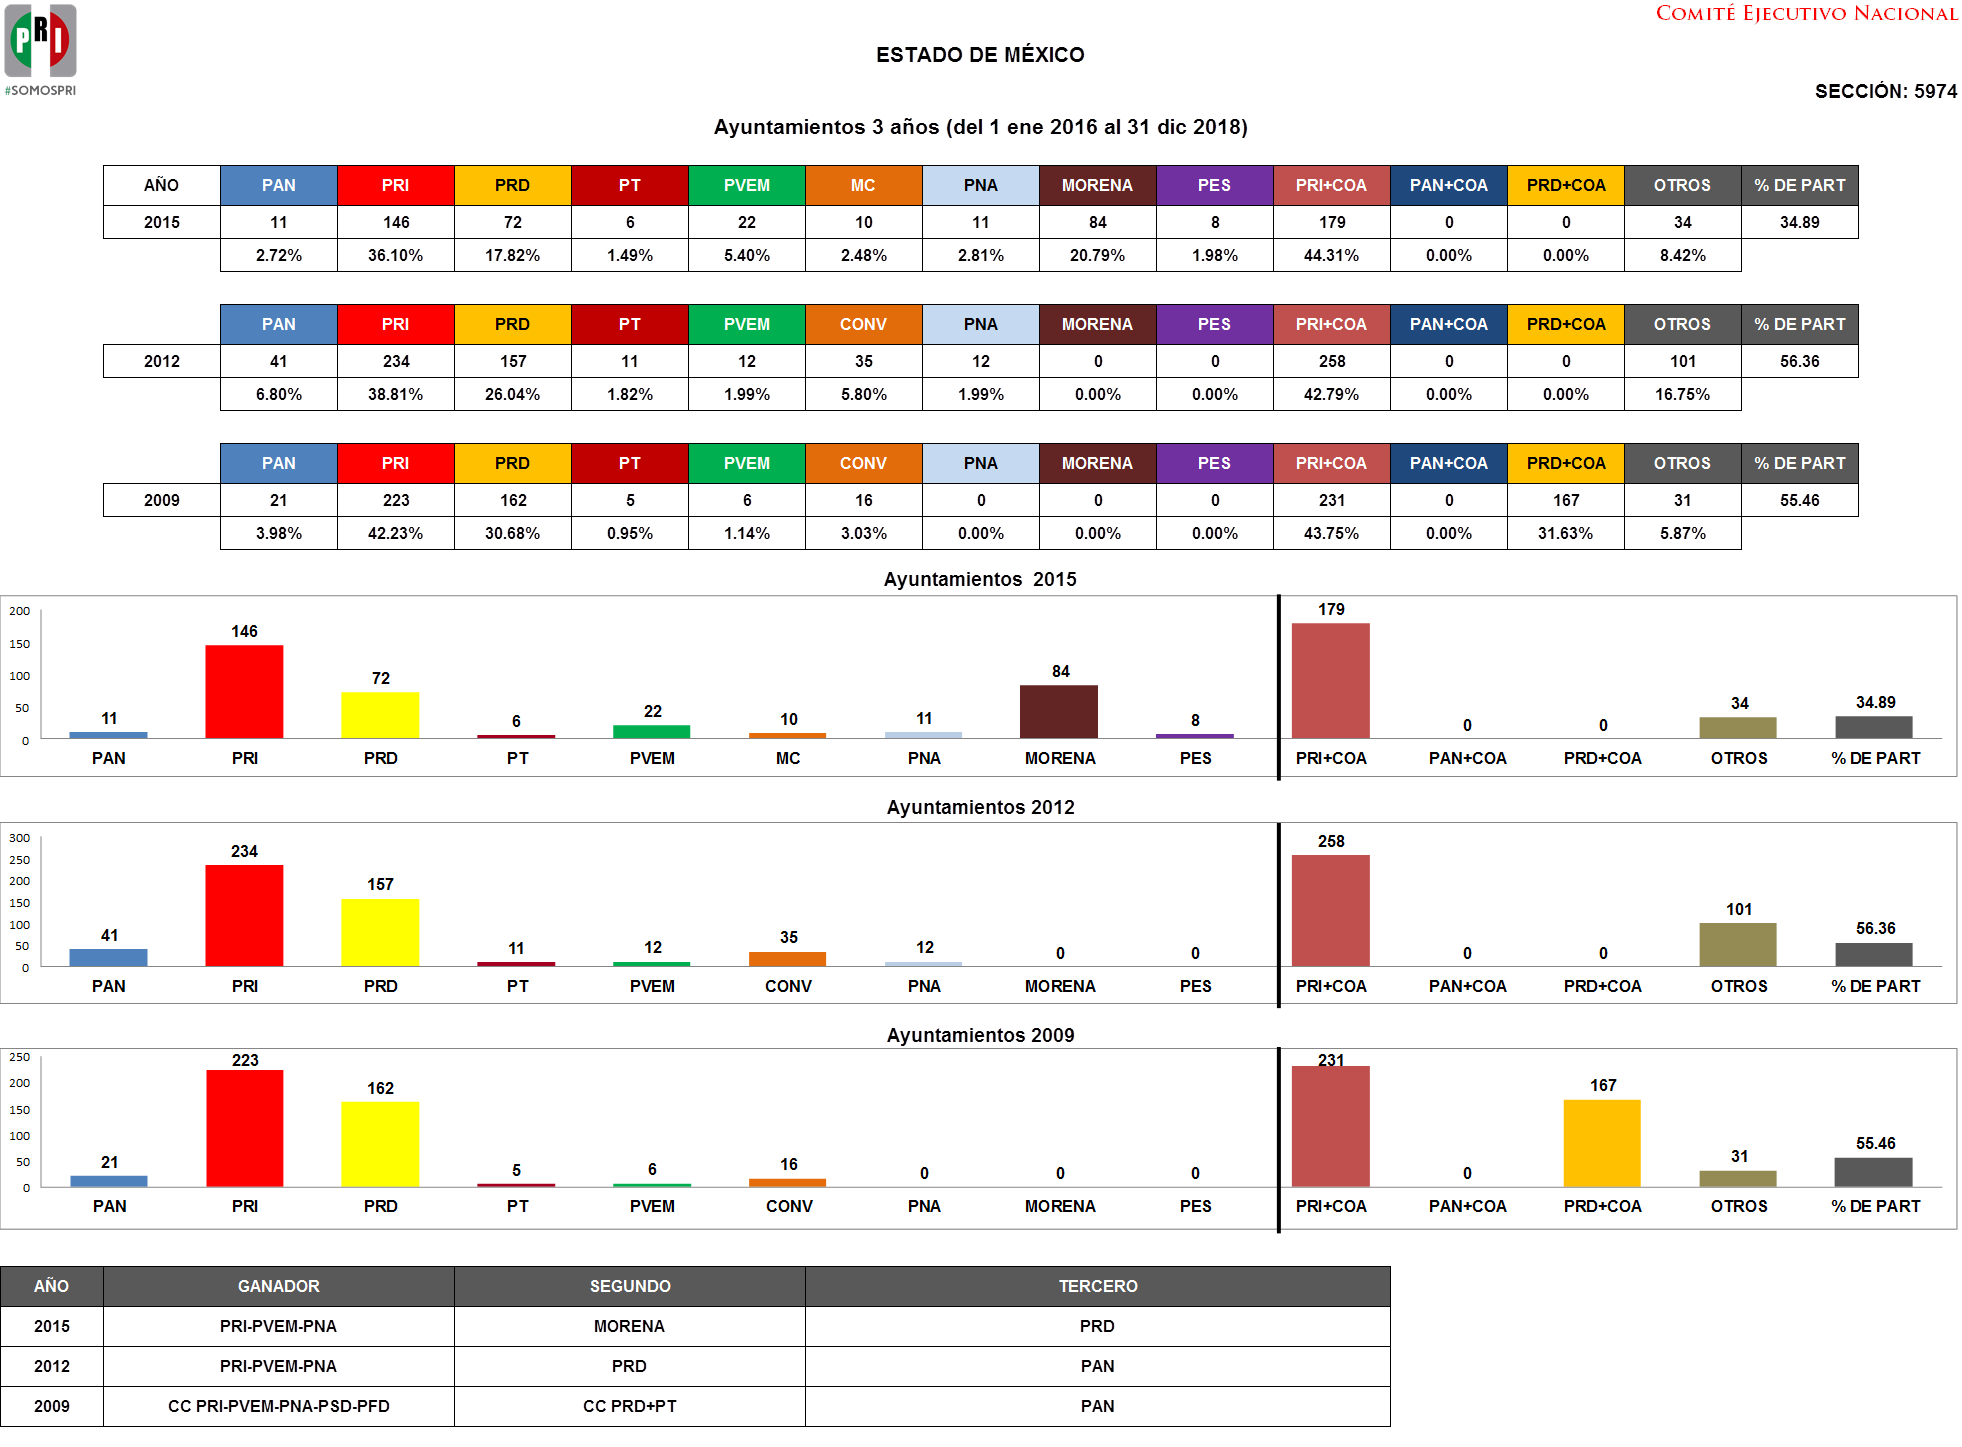 COMITÉ EJECUTIVO NACIONAL
PRI
#SOMOSPRI
ESTADO DE MÉXICO
SECCIÓN: 5974
Ayuntamientos 3 años (del 1 ene 2016 al 31 dic 2018)
AÑO PAN PRI PRD PT PVEM MC PNA MORENA PES PRI+COA PAN+COA PRD+COA OTROS % DE PART
2015 11 146 72 6 22 10 11 84 8 179 0 0 34 34.89
2.72% 36.10% 17.82% 1.49% 5.40% 2.48% 2.81% 20.79% 1.98% 44.31% 0.00% 0.00% 8.42%
PAN PRI PRD PT PVEM CONV PNA MORENA PES PRI+COA PAN+COA PRD+COA OTROS % DE PART
2012 41 234 157 11 12 35 12 0 0 258 0 0 101 56.36
6.80% 38.81% 26.04% 1.82% 1.99% 5.80% 1.99% 0.00% 0.00% 42.79% 0.00% 0.00% 16.75%
PAN PRI PRD PT PVEM CONV PNA MORENA PES PRI+COA PAN+COA PRD+COA OTROS % DE PART
2009 21 223 162 5 6 16 0 0 0 231 0 167 31 55.46
3.98% 42.23% 30.68% 0.95% 1.14% 3.03% 0.00% 0.00% 0.00% 43.75% 0.00% 31.63% 5.87%
Ayuntamientos 2015
200
150
100
50
0
11 146 72 6 22 10 11 84 8 179 0 0 34 34.89
PAN PRI PRD PT PVEM MC PNA MORENA PES PRI+COA PAN+COA PRD+COA OTROS % DE PART
Ayuntamientos 2012
300
250
200
150
100
50
0
41 234 157 11 12 35 12 0 0 258 0 0 101 56.36
PAN PRI PRD PT PVEM CONV PNA MORENA PES PRI+COA PAN+COA PRD+COA OTROS % DE PART
Ayuntamientos 2009
250
200
150
100
50
0
21 223 162 5 6 16 0 0 0 231 0 167 31 55.46
PAN PRI PRD PT PVEM CONV PNA MORENA PES PRI+COA PAN+COA PRD+COA OTROS % DE PART
AÑO GANADOR SEGUNDO TERCERO
2015 PRI-PVEM-PNA MORENA PRD
2012 PRI-PVEM-PNA PRD PAN
2009 CC PRI-PVEM-PNA-PSD-PFD CC PRD+PT PAN